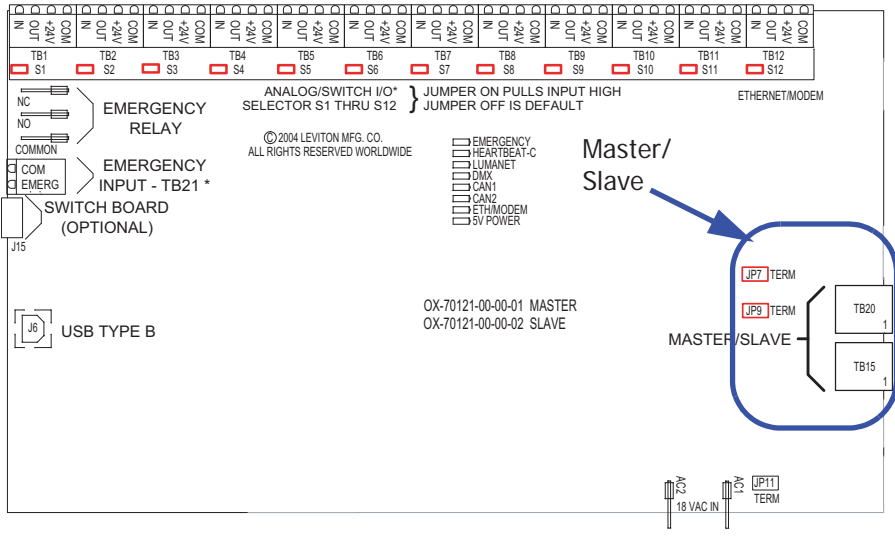 IN OUT +24V COM IN OUT +24V COM IN OUT +24V COM IN OUT +24V COM IN OUT +24V COM IN OUT +24V COM IN OUT +24V COM IN OUT +24V COM IN OUT +24V COM IN OUT +24V COM IN OUT +24V COM IN OUT +24V COM
TB1 TB2 TB3 TB4 TB5 TB6 TB7 TB8 TB9 TB10 TB11 TB12
S1 S2 S3 S4 S5 S6 S7 S8 S9 S10 S11 S12
NC
NO
COMMON
EMERGENCY
RELAY
ANALOG/SWITCH I/O*
SELECTOR S1 THRU S12
JUMPER ON PULLS INPUT HIGH
JUMPER OFF IS DEFAULT
ETHERNET/MODEM
©2004 LEVITON MFG. CO.
ALL RIGHTS RESERVED WORLDWIDE
EMERGENCY
HEARTBEAT-C
LUMANET
DMX
CAN1
CAN2
ETH/MODEM
5V POWER
Master/
Slave
COM
EMERG
EMERGENCY
INPUT - TB21 *
SWITCH BOARD
(OPTIONAL)
J15
J6
USB TYPE B
OX-70121-00-00-01 MASTER
OX-70121-00-00-02 SLAVE
JP7 TERM
JP9 TERM
MASTER/SLAVE
TB20
1
TB15
1
AC2
18 VAC IN
AC1
JP11
TERM